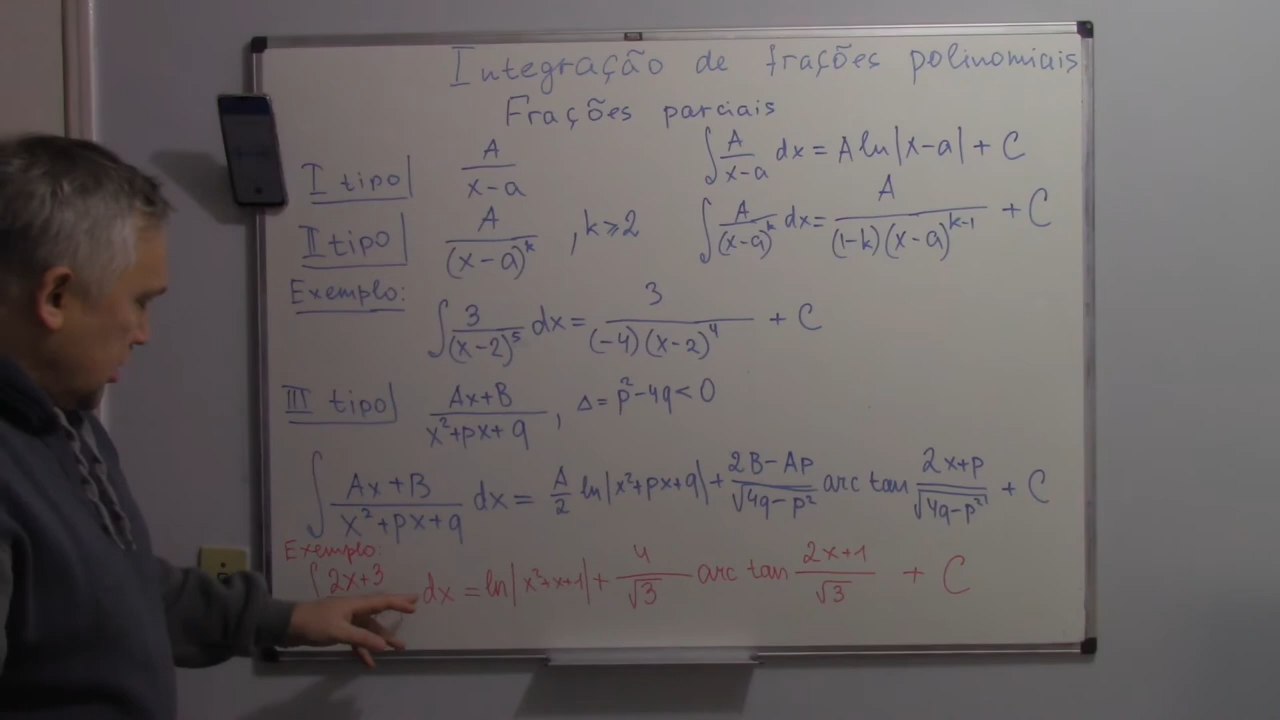 Integração de frações polinomiais
Frações parciais
I tipo A/(x-a) ∫ A/(x-a) dx = A ln|x-a| + C
II tipo A/(x-a)^k , k⩾2 ∫ A/(x-a)^k dx = A/((1-k)(x-a)^(k-1)) + C
Exemplo:
∫ 3/(x-2)^5 dx = 3/((-4)(x-2)^4) + C
III tipo (Ax+B)/(x²+px+q) , Δ = p²-4q < 0
∫ (Ax+B)/(x²+px+q) dx = A/2 ln|x²+px+q| + (2B-Ap)/√(4q-p²) arc tan (2x+p)/√(4q-p²) + C
Exemplo:
∫ 2x+3 dx = ln|x²+x+1| + 4/√3 arc tan (2x+1)/√3 + C